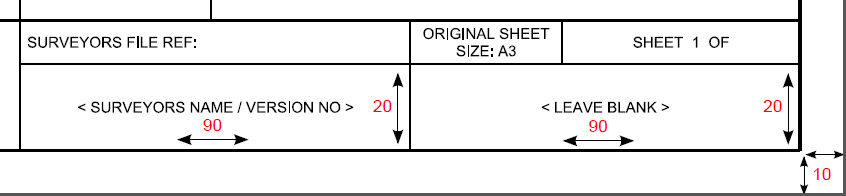 SURVEYORS FILE REF:
ORIGINAL SHEET
SIZE: A3
SHEET 1 OF
< SURVEYORS NAME / VERSION NO >
20
90
< LEAVE BLANK >
20
90
10